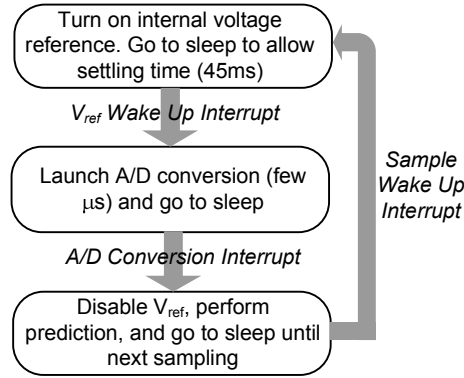 Turn on internal voltage
reference. Go to sleep to allow
settling time (45ms)
Vref Wake Up Interrupt
Launch A/D conversion (few
μs) and go to sleep
A/D Conversion Interrupt
Disable Vref, perform
prediction, and go to sleep until
next sampling
Sample
Wake Up
Interrupt